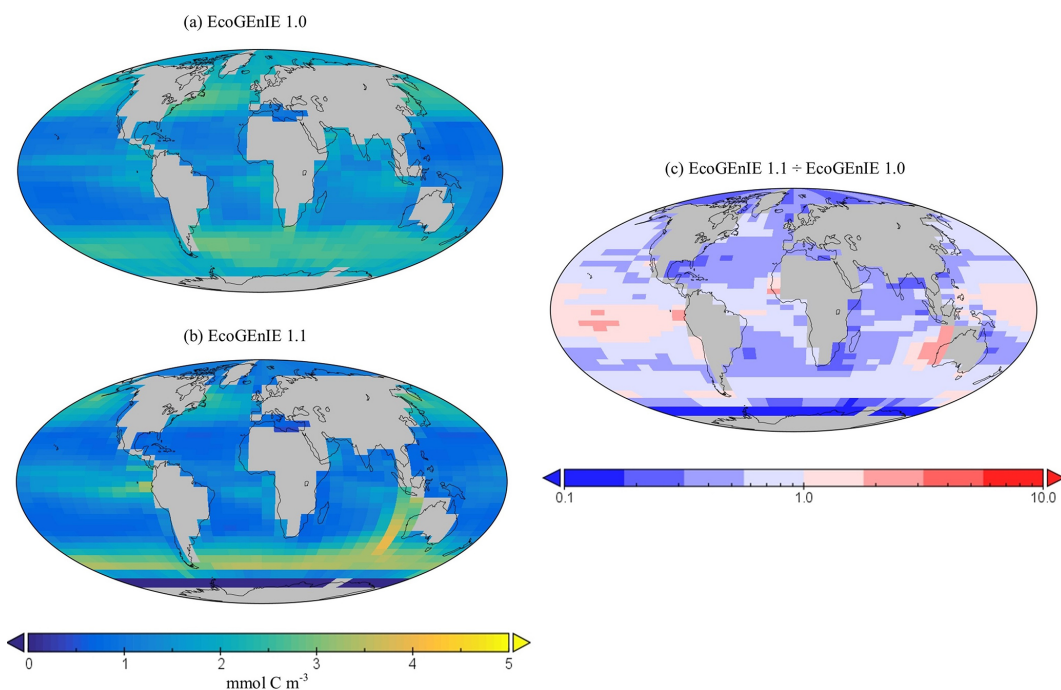 (a) EcoGEnIE 1.0
(b) EcoGEnIE 1.1
0 1 2 3 4 5
mmol C m⁻³
(c) EcoGEnIE 1.1 ÷ EcoGEnIE 1.0
0.1 1.0 10.0